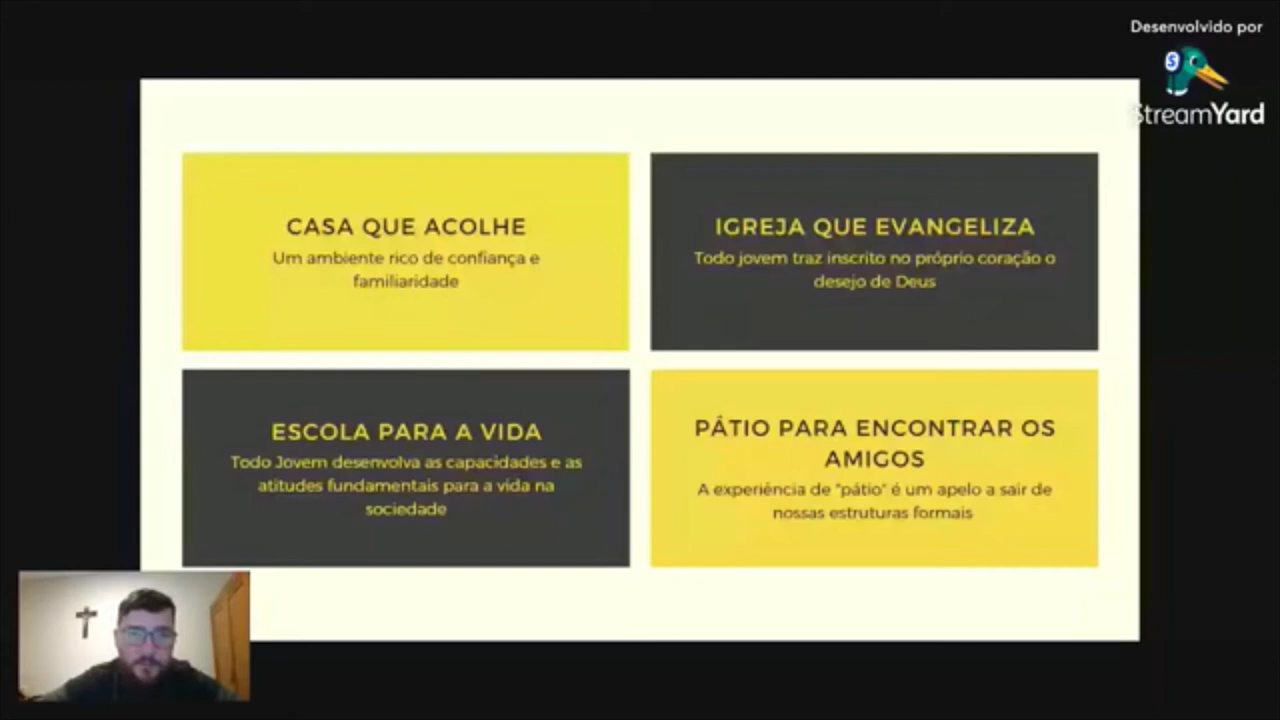 Desenvolvido por
StreamYard
CASA QUE ACOLHE
Um ambiente rico de confiança e
familiaridade
IGREJA QUE EVANGELIZA
Todo jovem traz inscrito no próprio coração o
desejo de Deus
ESCOLA PARA A VIDA
Todo Jovem desenvolva as capacidades e as
atitudes fundamentais para a vida na
sociedade
PÁTIO PARA ENCONTRAR OS
AMIGOS
A experiência de "pátio" é um apelo a sair de
nossas estruturas formais